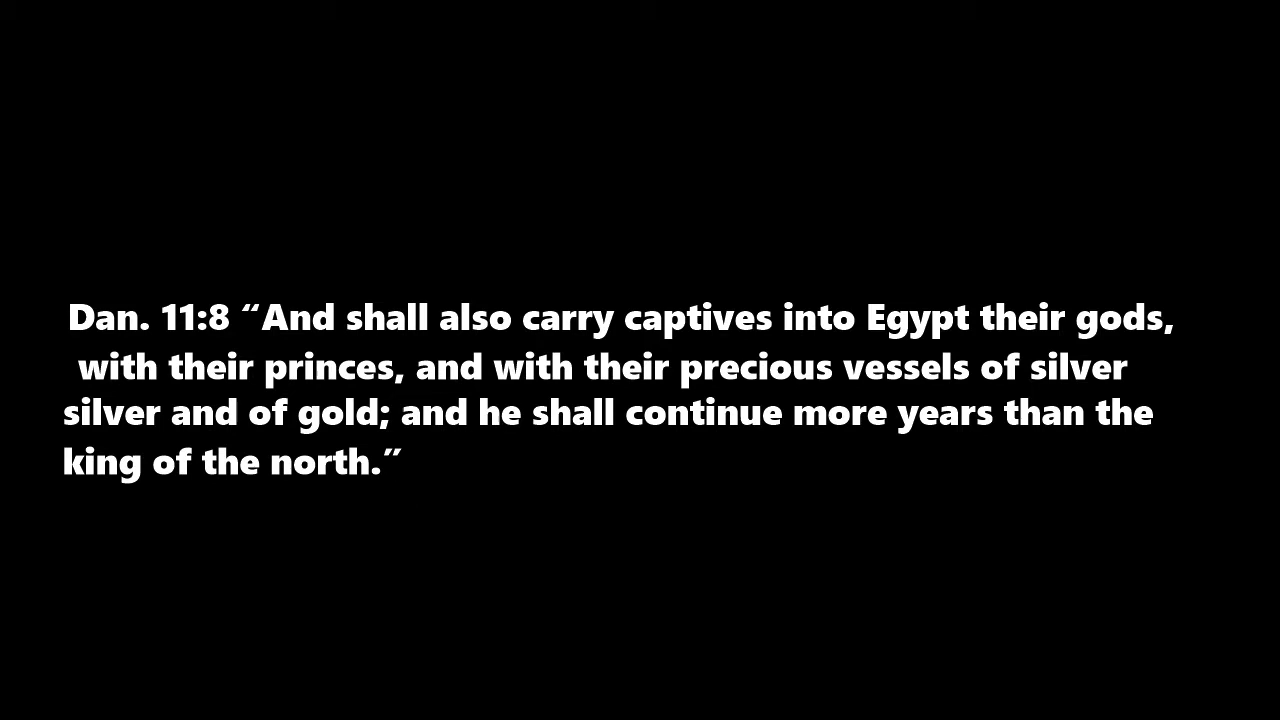 Dan. 11:8 “And shall also carry captives into Egypt their gods,
with their princes, and with their precious vessels of silver
silver and of gold; and he shall continue more years than the
king of the north.”